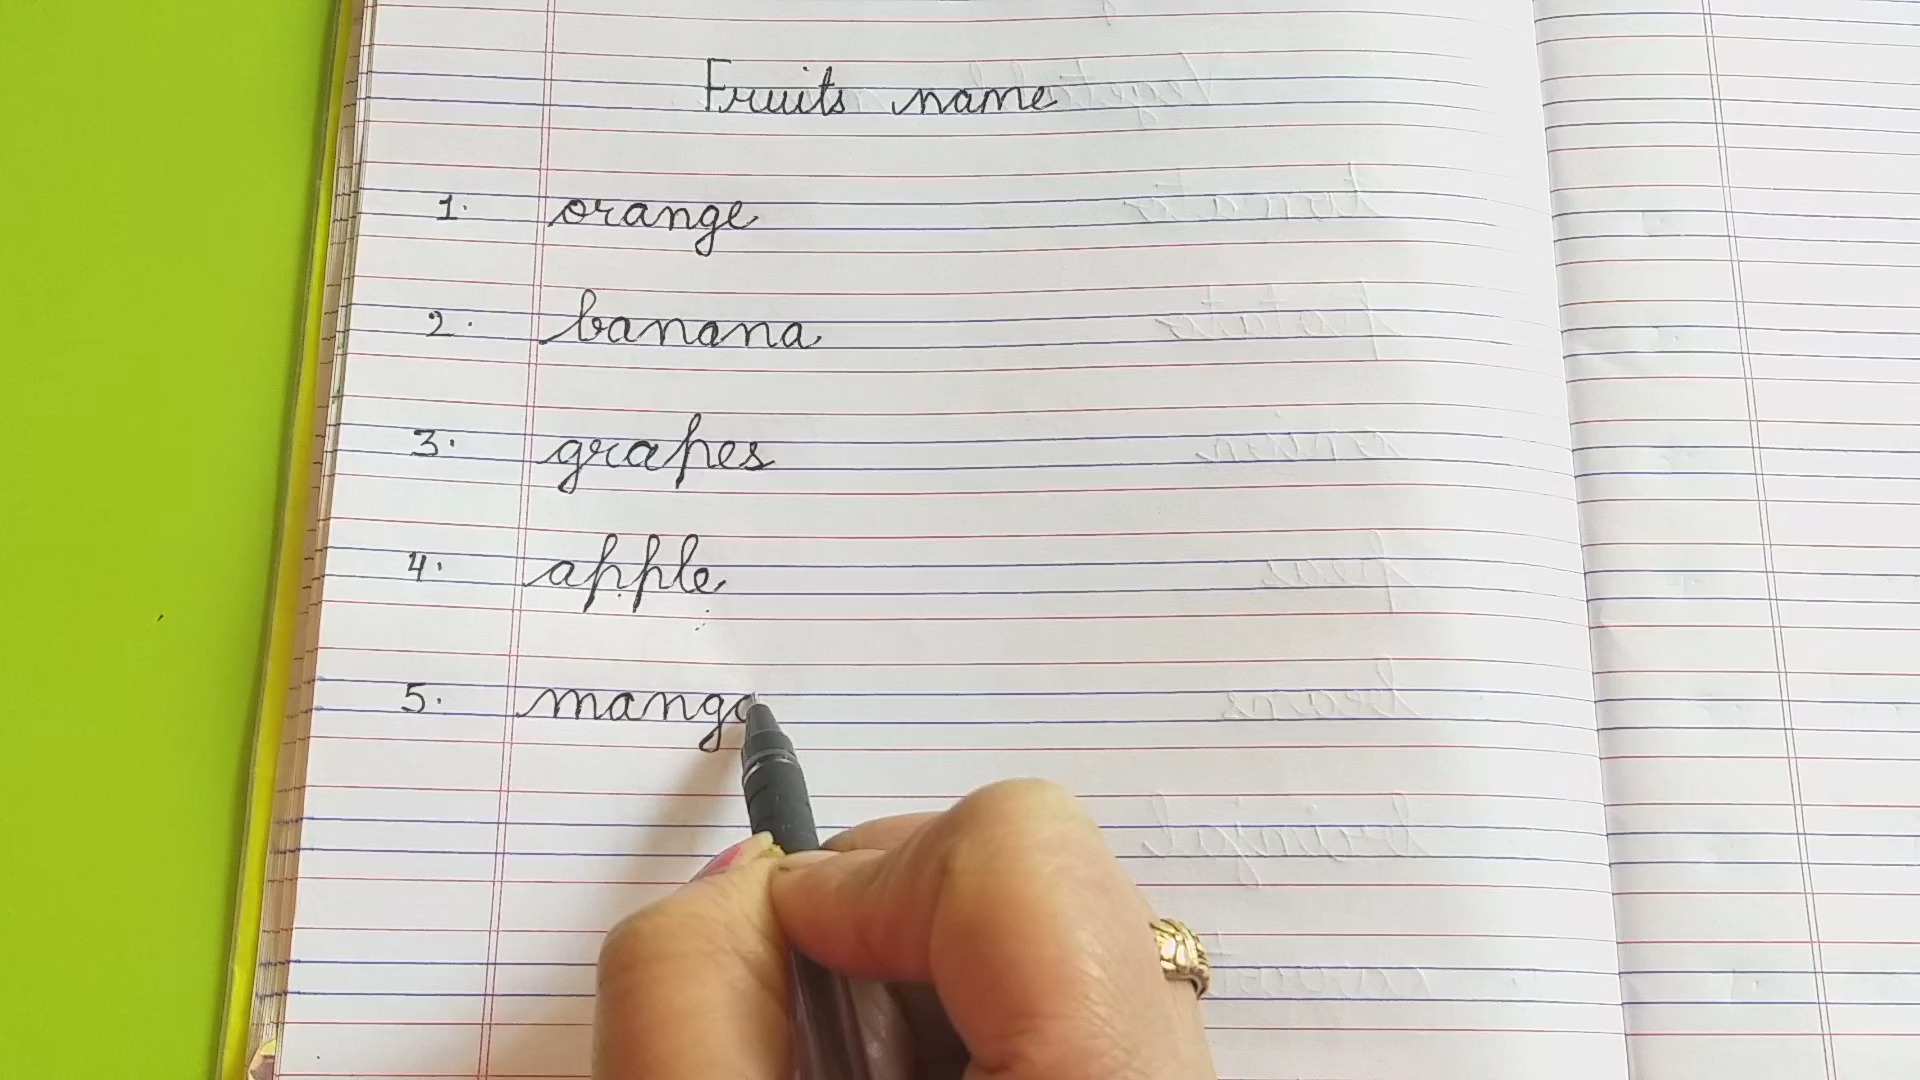 Fruits name
1. orange
2. banana
3. grapes
4. apple
5. mango